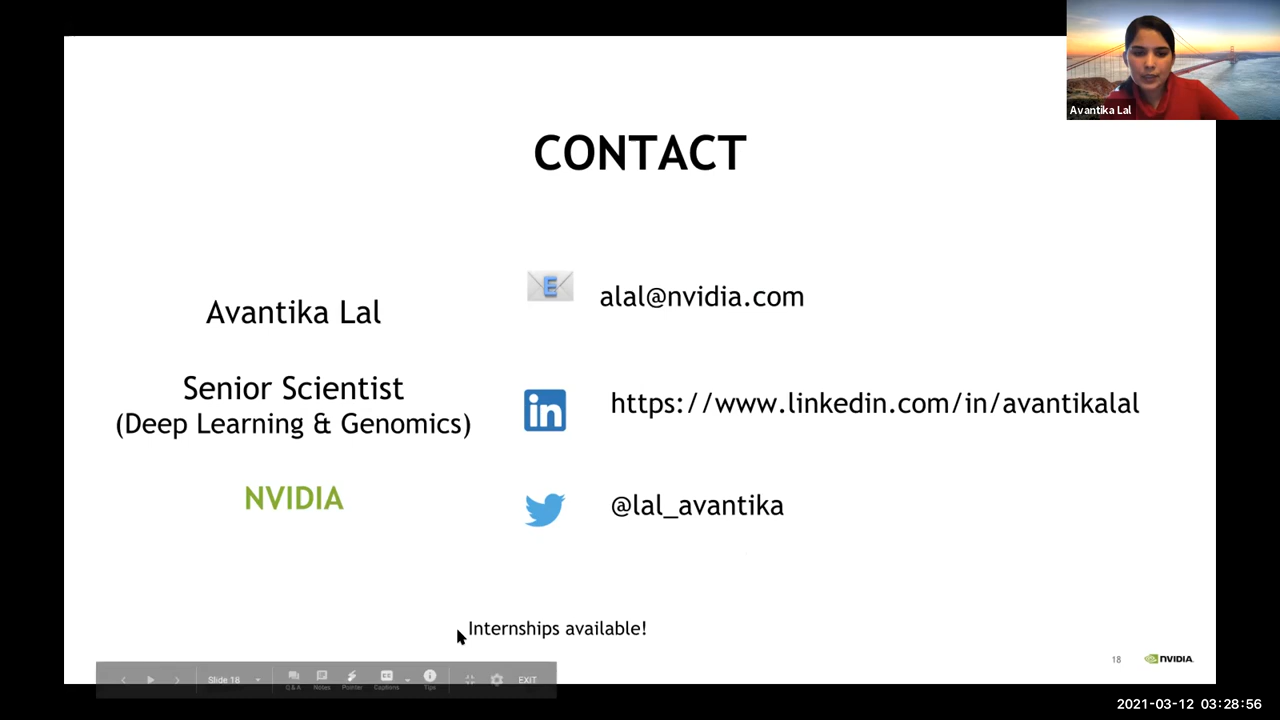 Avantika Lal
CONTACT
Avantika Lal
Senior Scientist
(Deep Learning & Genomics)
NVIDIA
E
alal@nvidia.com
in
https://www.linkedin.com/in/avantikalal
@lal_avantika
Internships available!
18
NVIDIA.
Slide 18
Q&A
Notes
Pointer
CC
Captions
Tips
EXIT
2021-03-12 03:28:56